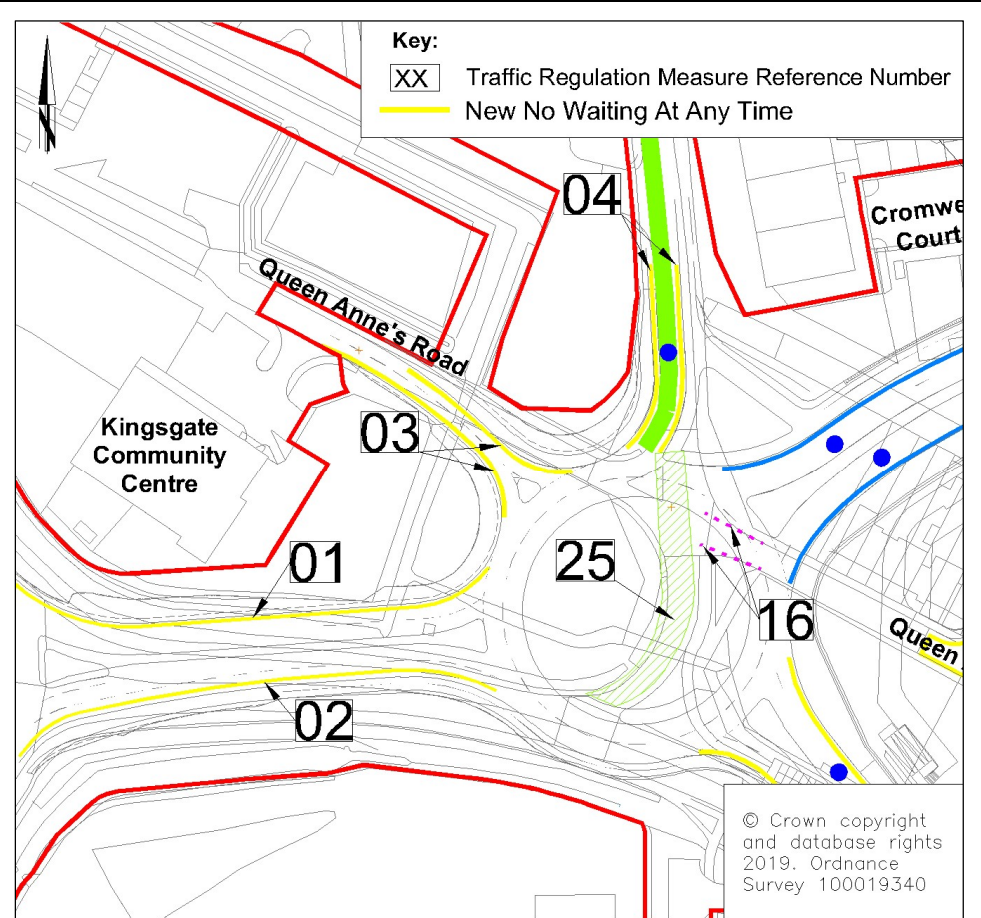 Key:
XX Traffic Regulation Measure Reference Number
New No Waiting At Any Time
N
04
Cromwe
Court
Queen Anne's Road
03
Kingsgate
Community
Centre
01
25
16
Queen
02
© Crown copyright
and database rights
2019. Ordnance
Survey 100019340